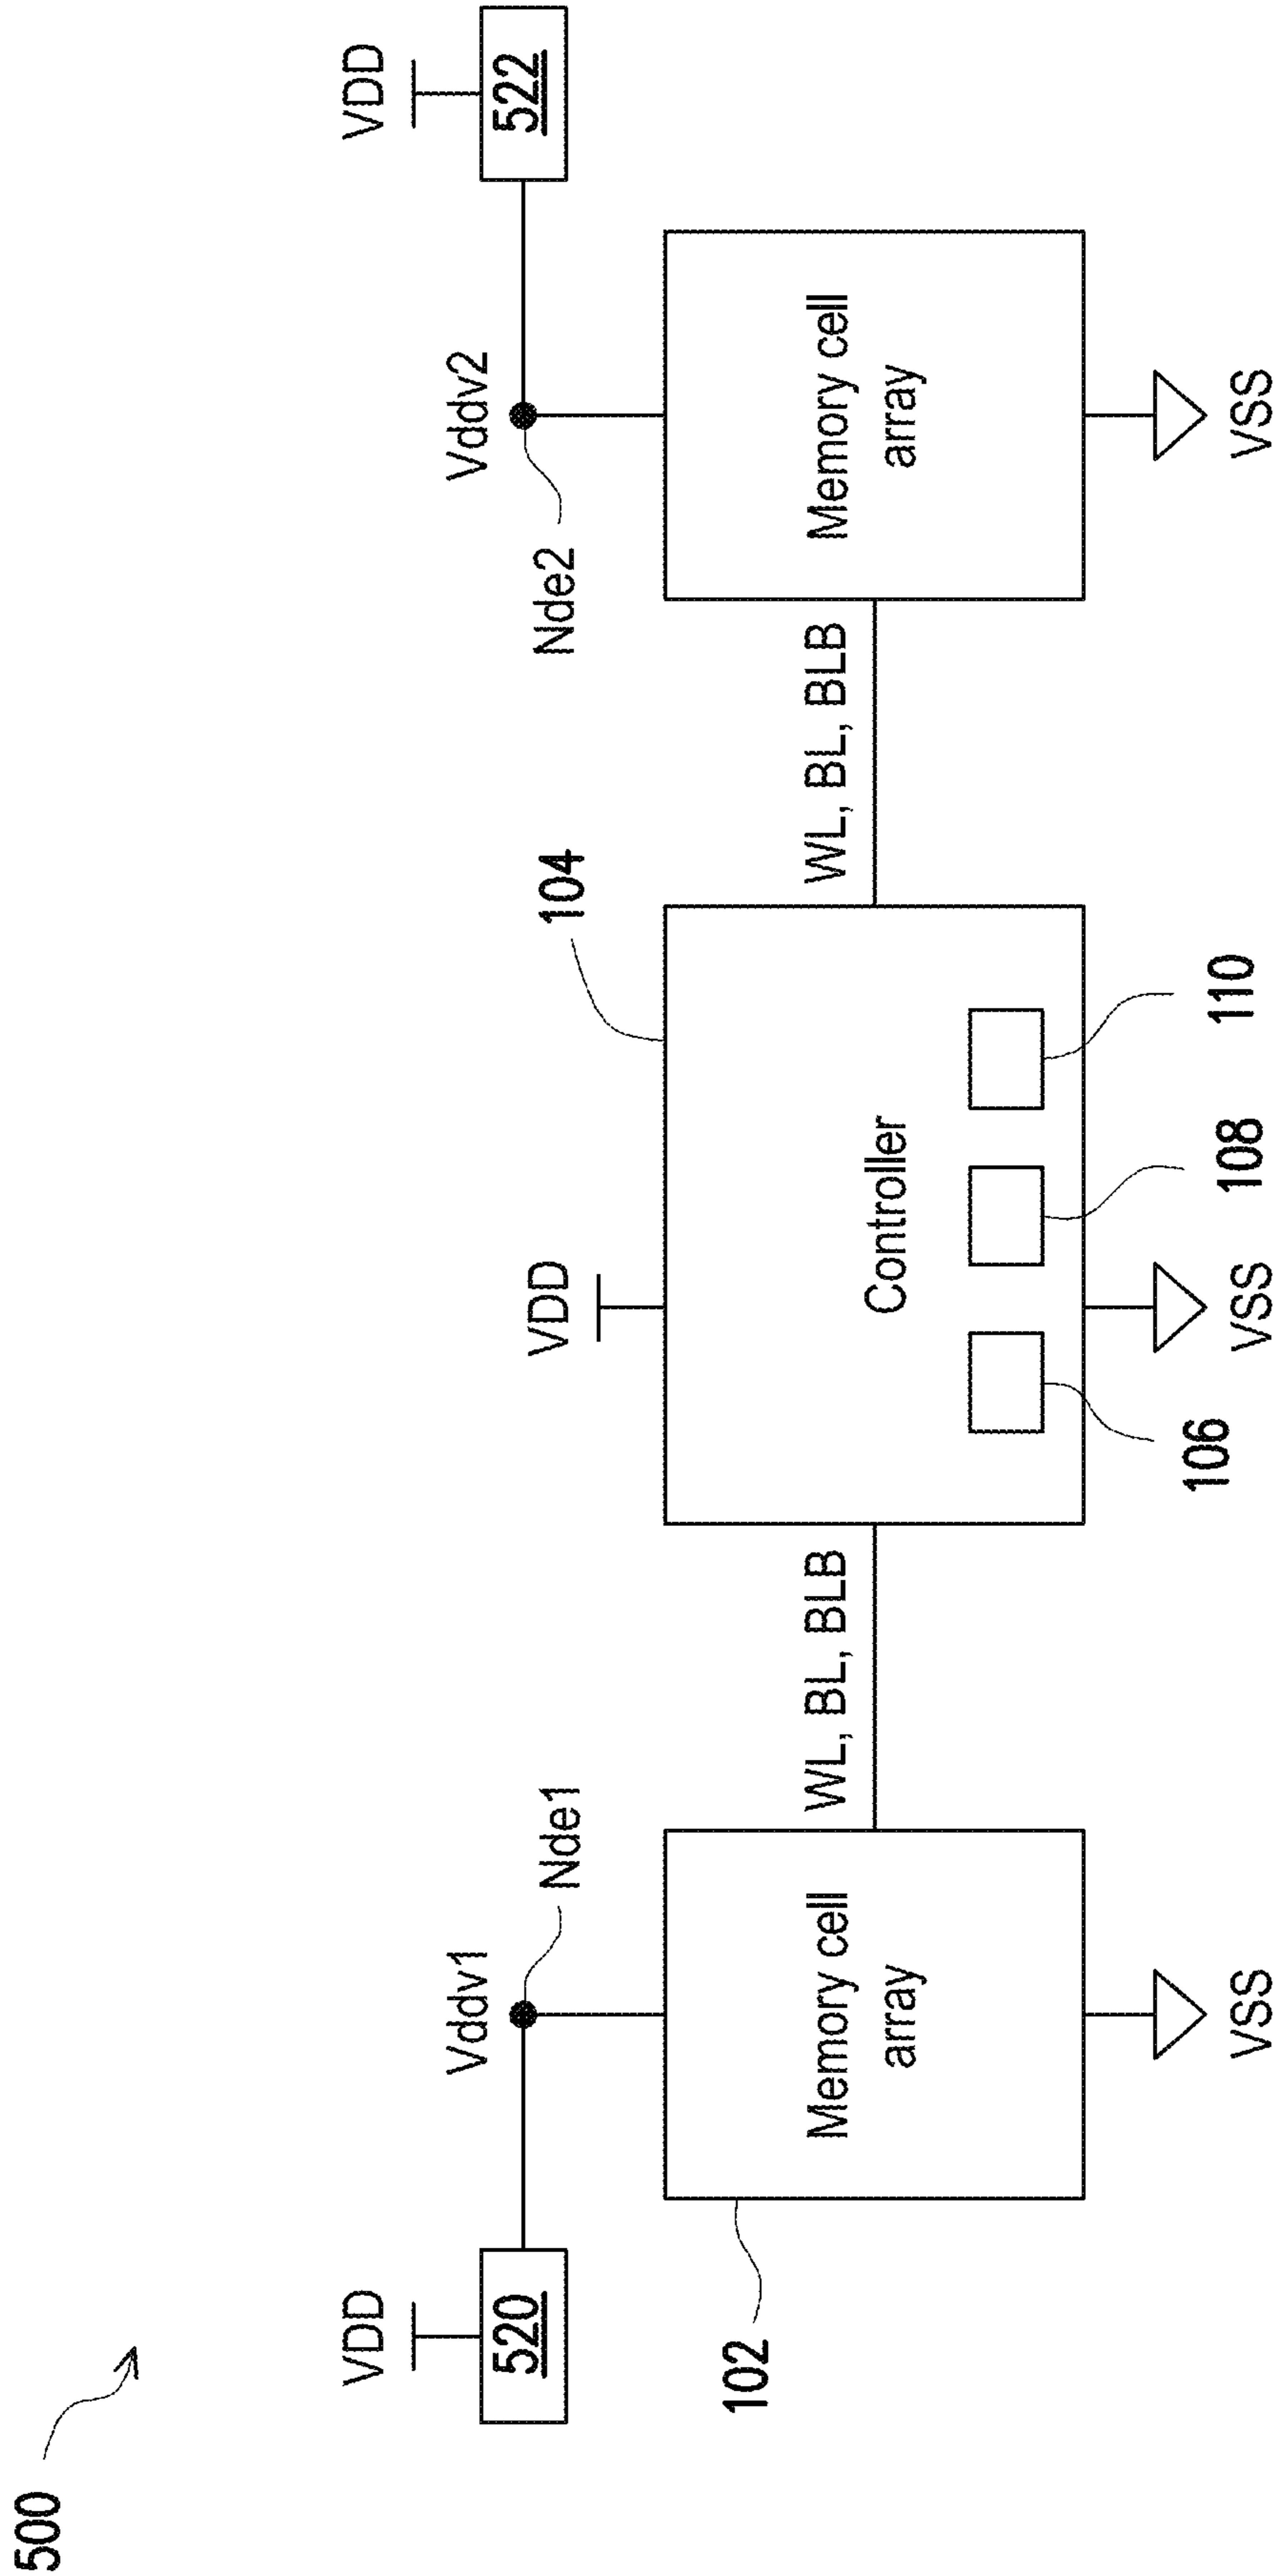 500
VDD
520
Vddv1
Nde1
102
Memory cell
array
VSS
WL, BL, BLB
VDD
104
Controller
106
108
110
VSS
WL, BL, BLB
VDD
522
Vddv2
Nde2
Memory cell
array
VSS